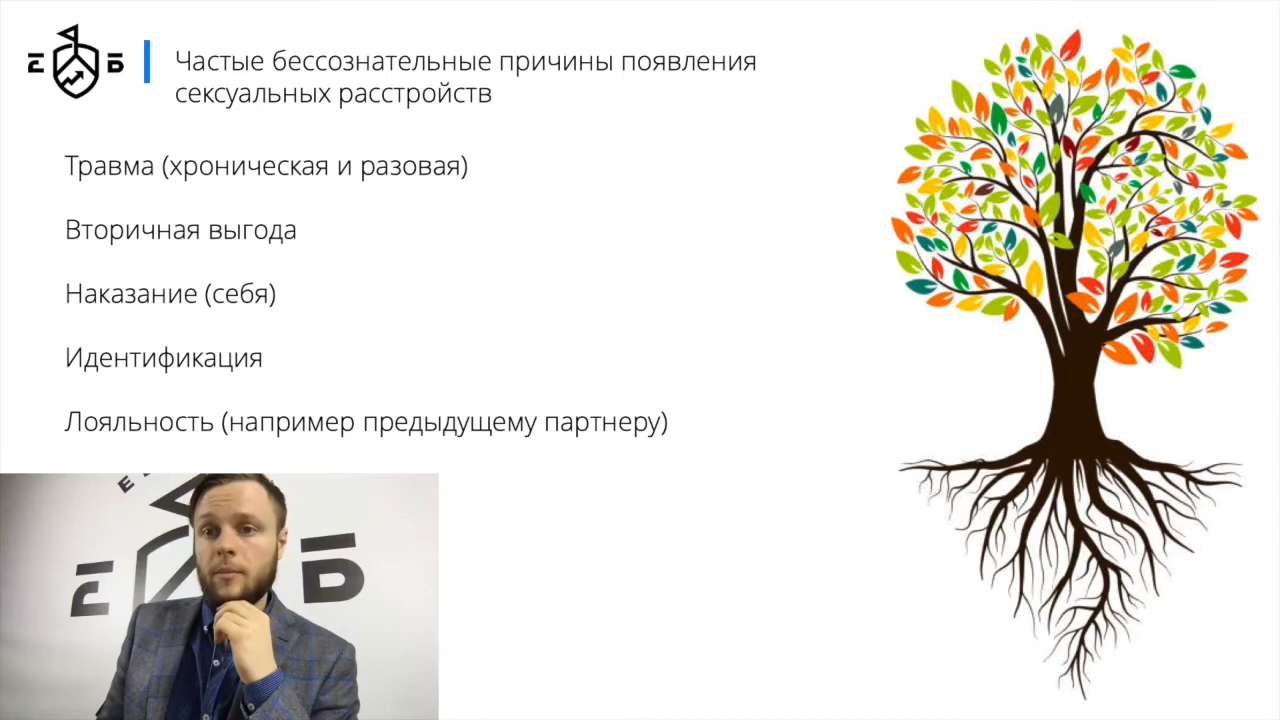 Є Б
Частые бессознательные причины появления
сексуальных расстройств
Травма (хроническая и разовая)
Вторичная выгода
Наказание (себя)
Идентификация
Лояльность (например предыдущему партнеру)
Є Б